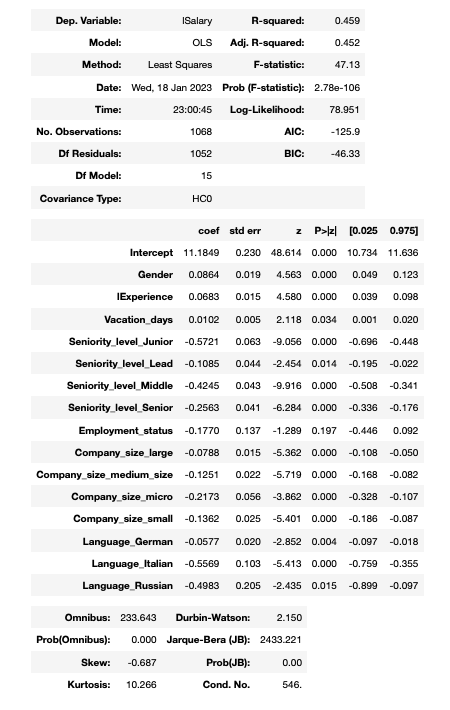 Dep. Variable: lSalary R-squared: 0.459
Model: OLS Adj. R-squared: 0.452
Method: Least Squares F-statistic: 47.13
Date: Wed, 18 Jan 2023 Prob (F-statistic): 2.78e-106
Time: 23:00:45 Log-Likelihood: 78.951
No. Observations: 1068 AIC: -125.9
Df Residuals: 1052 BIC: -46.33
Df Model: 15
Covariance Type: HC0
coef std err z P>|z| [0.025 0.975]
Intercept 11.1849 0.230 48.614 0.000 10.734 11.636
Gender 0.0864 0.019 4.563 0.000 0.049 0.123
lExperience 0.0683 0.015 4.580 0.000 0.039 0.098
Vacation_days 0.0102 0.005 2.118 0.034 0.001 0.020
Seniority_level_Junior -0.5721 0.063 -9.056 0.000 -0.696 -0.448
Seniority_level_Lead -0.1085 0.044 -2.454 0.014 -0.195 -0.022
Seniority_level_Middle -0.4245 0.043 -9.916 0.000 -0.508 -0.341
Seniority_level_Senior -0.2563 0.041 -6.284 0.000 -0.336 -0.176
Employment_status -0.1770 0.137 -1.289 0.197 -0.446 0.092
Company_size_large -0.0788 0.015 -5.362 0.000 -0.108 -0.050
Company_size_medium_size -0.1251 0.022 -5.719 0.000 -0.168 -0.082
Company_size_micro -0.2173 0.056 -3.862 0.000 -0.328 -0.107
Company_size_small -0.1362 0.025 -5.401 0.000 -0.186 -0.087
Language_German -0.0577 0.020 -2.852 0.004 -0.097 -0.018
Language_Italian -0.5569 0.103 -5.413 0.000 -0.759 -0.355
Language_Russian -0.4983 0.205 -2.435 0.015 -0.899 -0.097
Omnibus: 233.643 Durbin-Watson: 2.150
Prob(Omnibus): 0.000 Jarque-Bera (JB): 2433.221
Skew: -0.687 Prob(JB): 0.00
Kurtosis: 10.266 Cond. No. 546.